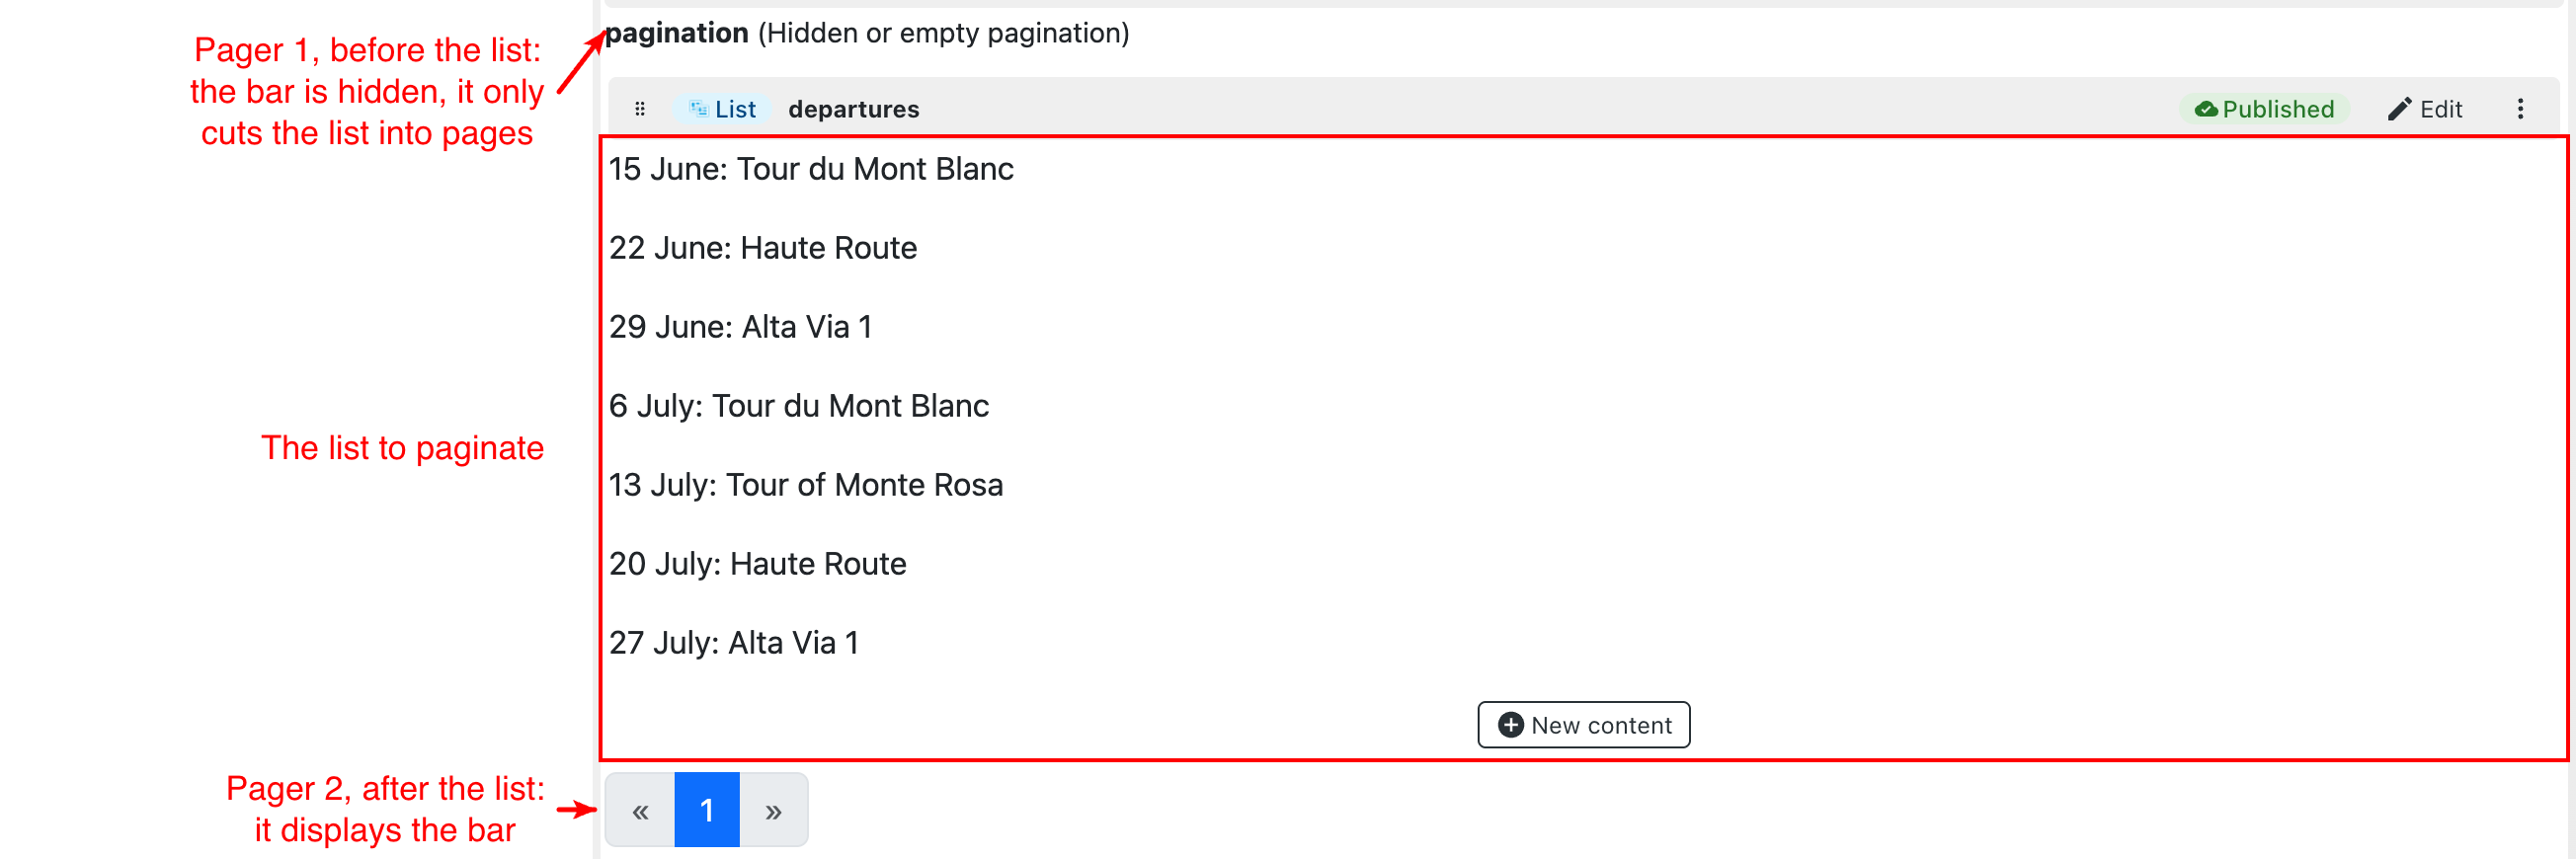 Pager 1, before the list:
the bar is hidden, it only
cuts the list into pages
pagination (Hidden or empty pagination)
List departures Published Edit
15 June: Tour du Mont Blanc
22 June: Haute Route
29 June: Alta Via 1
6 July: Tour du Mont Blanc
The list to paginate
13 July: Tour of Monte Rosa
20 July: Haute Route
27 July: Alta Via 1
New content
Pager 2, after the list:
it displays the bar
« 1 »